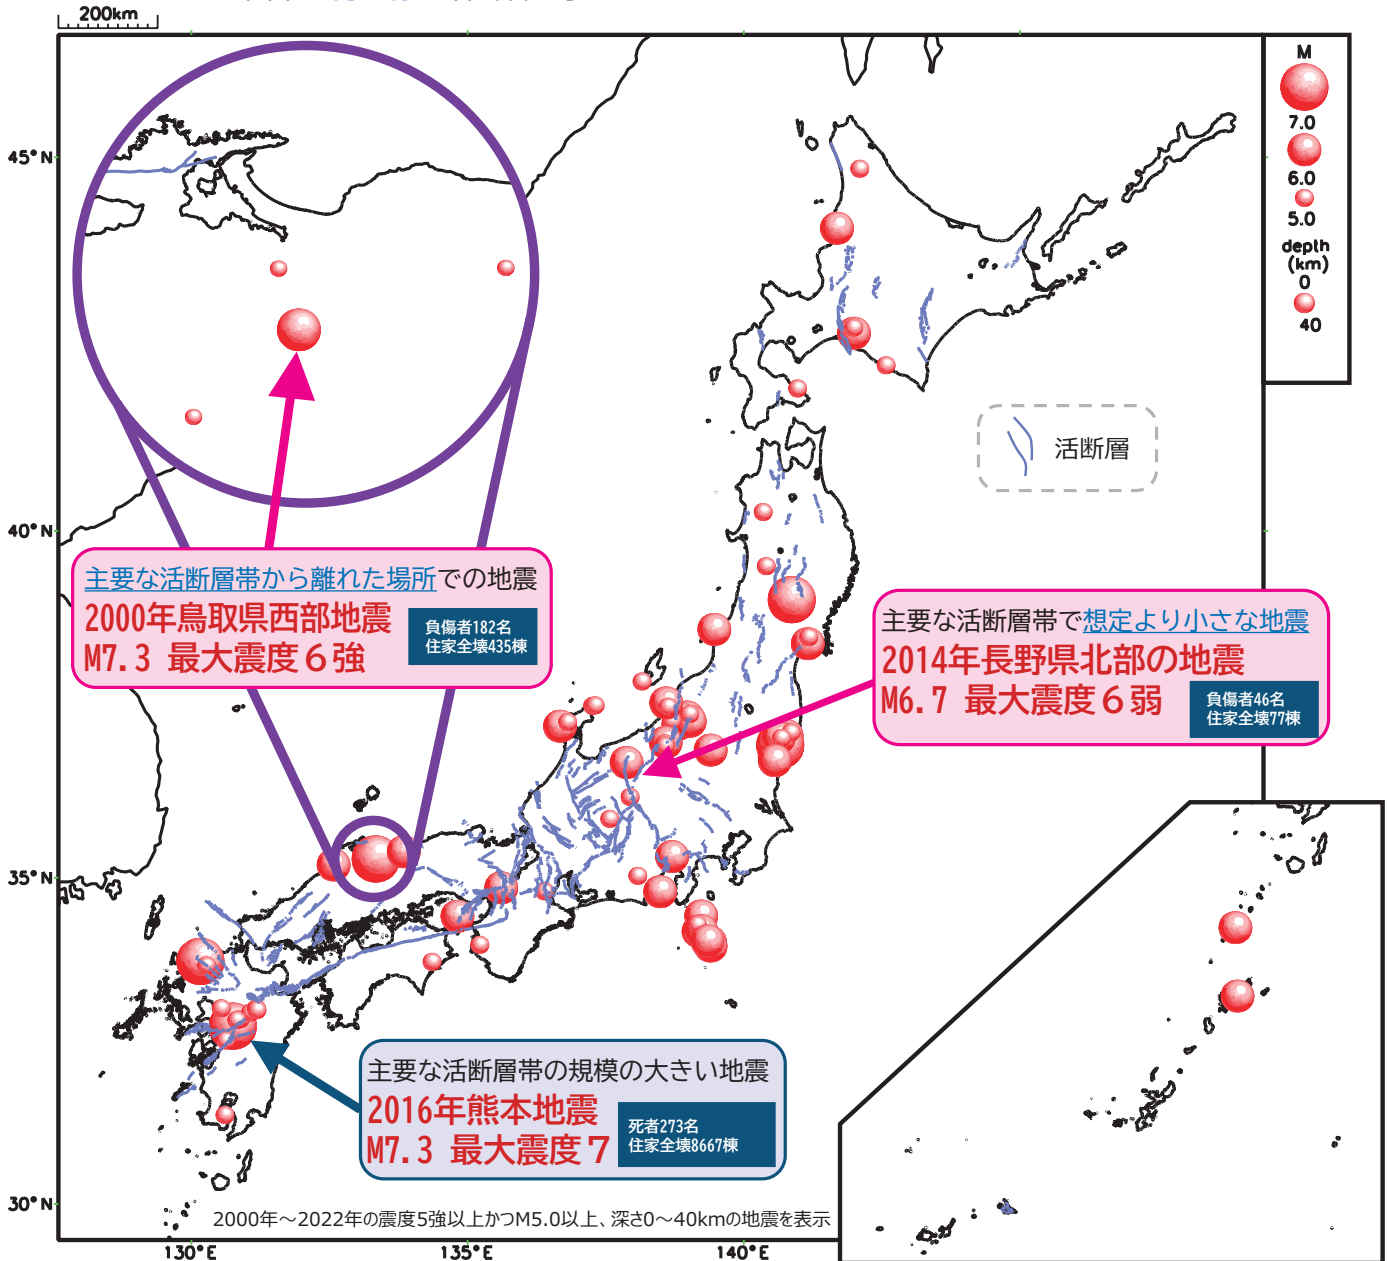 200km
45°N
40°N
35°N
30°N
130°E
135°E
140°E
M
7.0
6.0
5.0
depth
(km)
0
40
活断層
主要な活断層帯から離れた場所での地震
2000年鳥取県西部地震
M7.3 最大震度6強
負傷者182名
住家全壊435棟
主要な活断層帯で想定より小さな地震
2014年長野県北部の地震
M6.7 最大震度6弱
負傷者46名
住家全壊77棟
主要な活断層帯の規模の大きい地震
2016年熊本地震
M7.3 最大震度7
死者273名
住家全壊8667棟
2000年～2022年の震度5強以上かつM5.0以上、深さ0～40kmの地震を表示